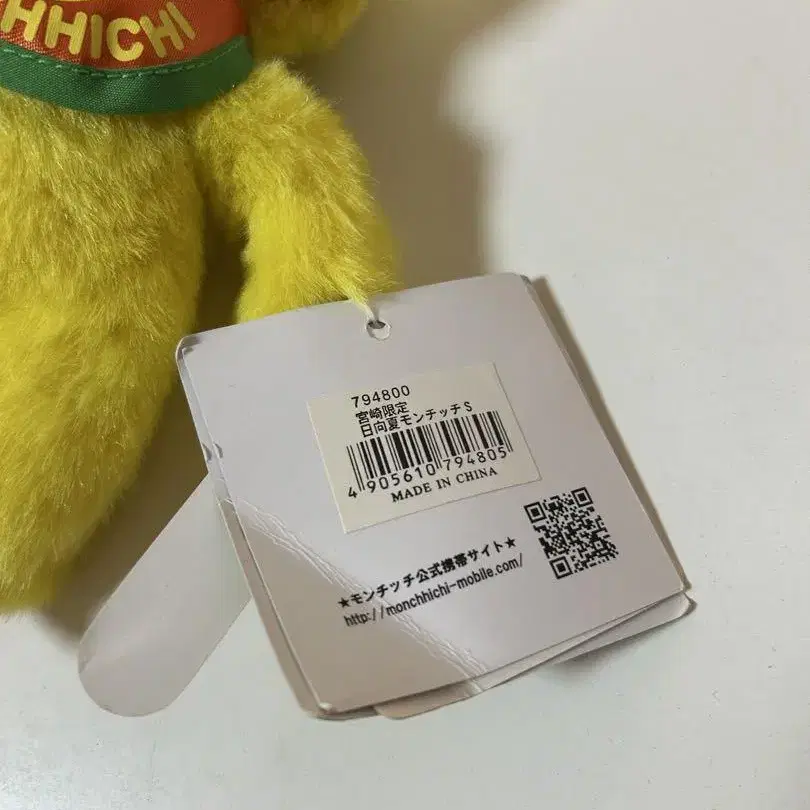 HHICHI
794800
宮崎限定
日向夏モンチッチS
4 905610 794805
MADE IN CHINA
★モンチッチ公式携帯サイト★
http://monchhichi-mobile.com/